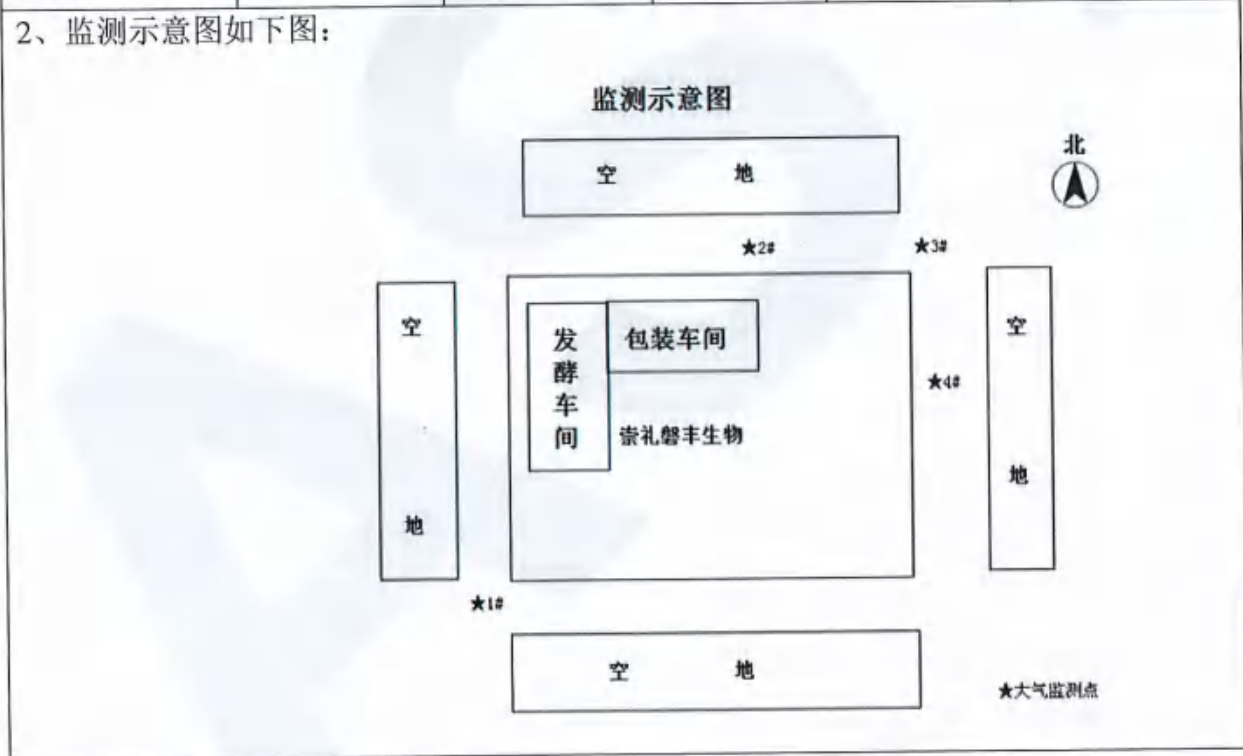 2、监测示意图如下图：
监测示意图
北
空 地
★2#
★3#
空 地
发酵车间
包装车间
崇礼磐丰生物
空 地
★4#
★1#
空 地
★大气监测点